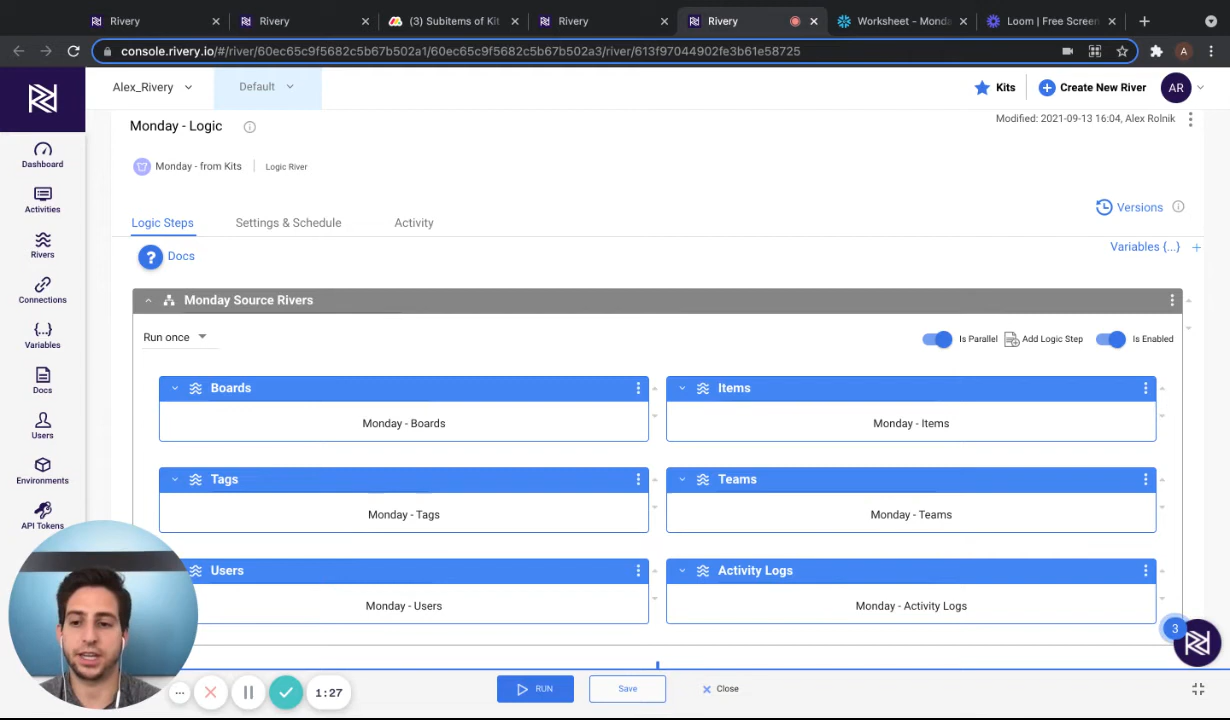 Rivery
Rivery
(3) Subitems of Kit
Rivery
Rivery
Worksheet - Mond
Loom | Free Screen
console.rivery.io/#/river/60ec65c9f5682c5b67b502a1/60ec65c9f5682c5b67b502a3/river/613f97044902fe3b61e58725
A
Alex_Rivery
Default
Kits
Create New River
AR
Monday - Logic
Modified: 2021-09-13 16:04, Alex Rolnik
Monday - from Kits
Logic River
Dashboard
Activities
Rivers
Connections
{...}
Variables
Docs
Users
Environments
API Tokens
Logic Steps
Settings & Schedule
Activity
Versions
? Docs
Variables {...} +
Monday Source Rivers
Run once
Is Parallel
Add Logic Step
Is Enabled
Boards
Monday - Boards
Items
Monday - Items
Tags
Monday - Tags
Teams
Monday - Teams
Users
Monday - Users
Activity Logs
Monday - Activity Logs
3
1:27
RUN
Save
Close